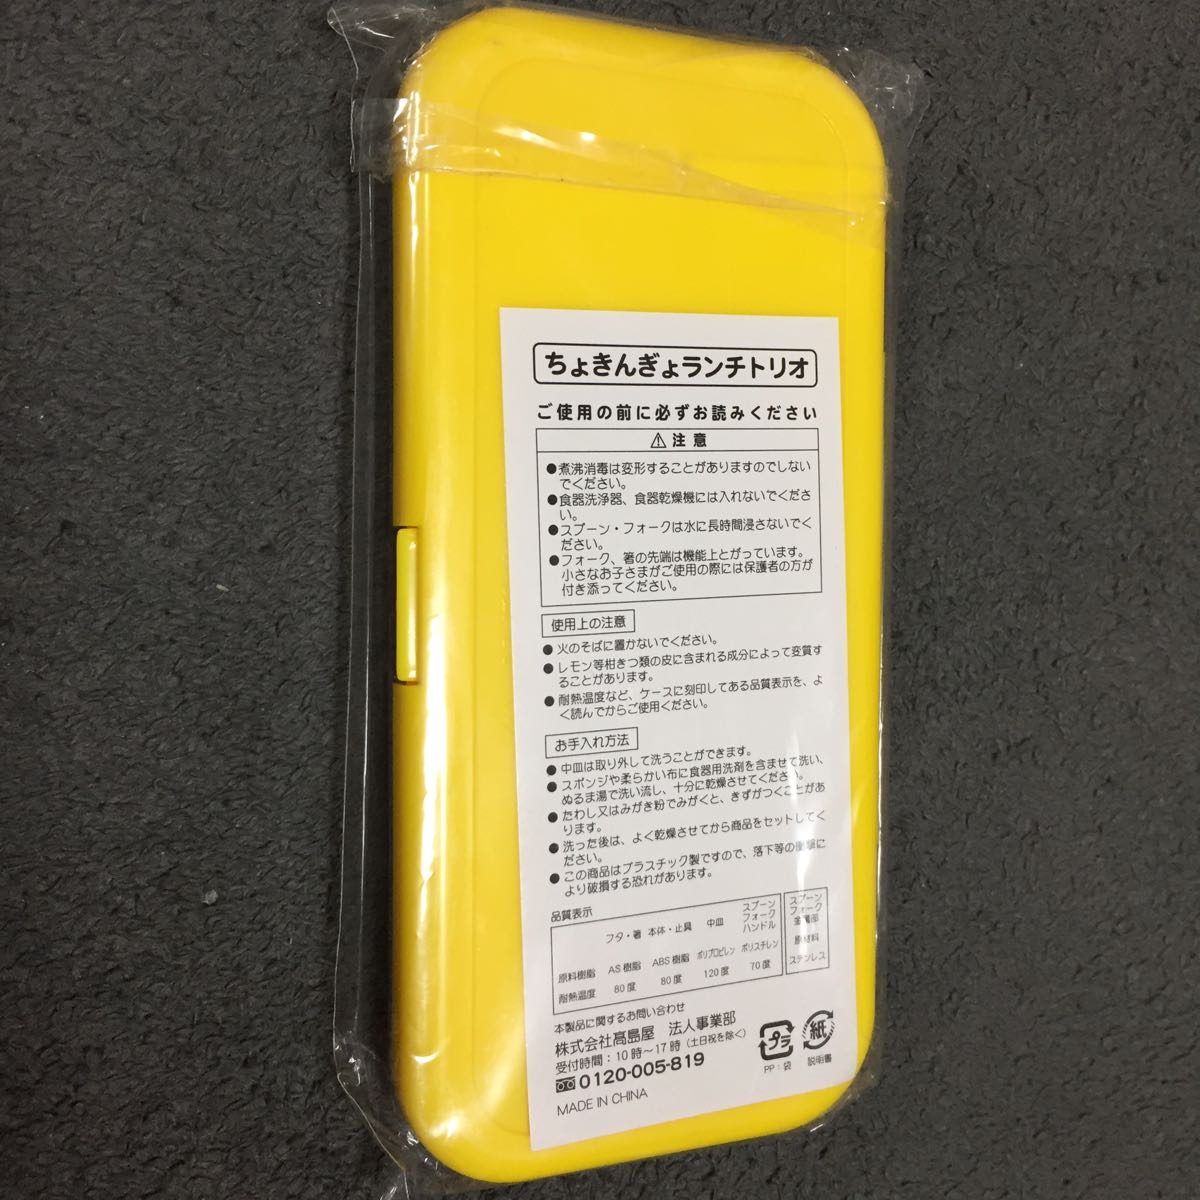 ちょきんぎょランチトリオ
ご使用の前に必ずお読みください
⚠注意
●煮沸消毒は変形することがありますのでしない
でください。
●食器洗浄器、食器乾燥機には入れないでくださ
い。
●スプーン・フォークは水に長時間浸さないでく
ださい。
●フォーク、箸の先端は機能上とがっています。
小さなお子さまがご使用の際には保護者の方が
付き添ってください。
使用上の注意
●火のそばに置かないでください。
●レモン等柑きつ類の皮に含まれる成分によって変質す
ることがあります。
●耐熱温度など、ケースに刻印してある品質表示を、よ
く読んでからご使用ください。
お手入れ方法
●中皿は取り外して洗うことができます。
●スポンジや柔らかい布に食器用洗剤を含ませて洗い、
ぬるま湯で洗い流し、十分に乾燥させてください。
●たわし又はみがき粉でみがくと、きずがつくことがあ
ります。
●洗った後は、よく乾燥させてから商品をセットしてく
ださい。
●この商品はプラスチック製ですので、落下等の衝撃に
より破損する恐れがあります。
品質表示
フタ・箸 本体・止具 中皿 スプーン
フォーク
ハンドル
スプーン
フォーク
金属部
原料樹脂 AS樹脂 ABS樹脂 ポリプロピレン ポリスチレン
原材料
耐熱温度 80度 80度 120度 70度
ステンレス
本製品に関するお問い合わせ
株式会社髙島屋 法人事業部
受付時間：10時～17時（土日祝を除く）
0120-005-819
MADE IN CHINA
プラ
PP：袋
紙
説明書